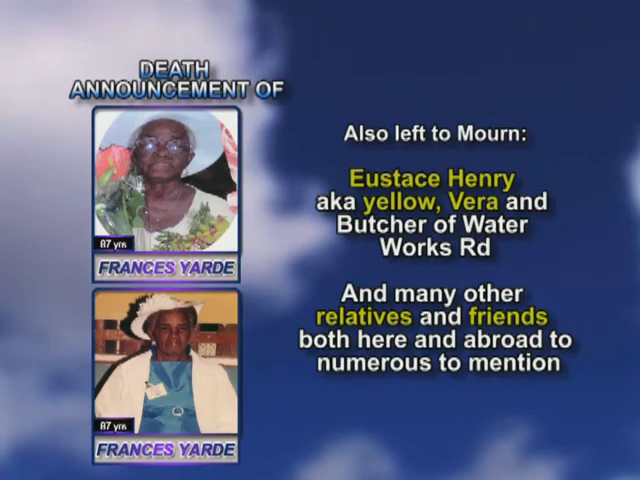 DEATH
ANNOUNCEMENT OF
87 yrs
FRANCES YARDE
87 yrs
FRANCES YARDE
Also left to Mourn:
Eustace Henry
aka yellow, Vera and
Butcher of Water
Works Rd
And many other
relatives and friends
both here and abroad to
numerous to mention